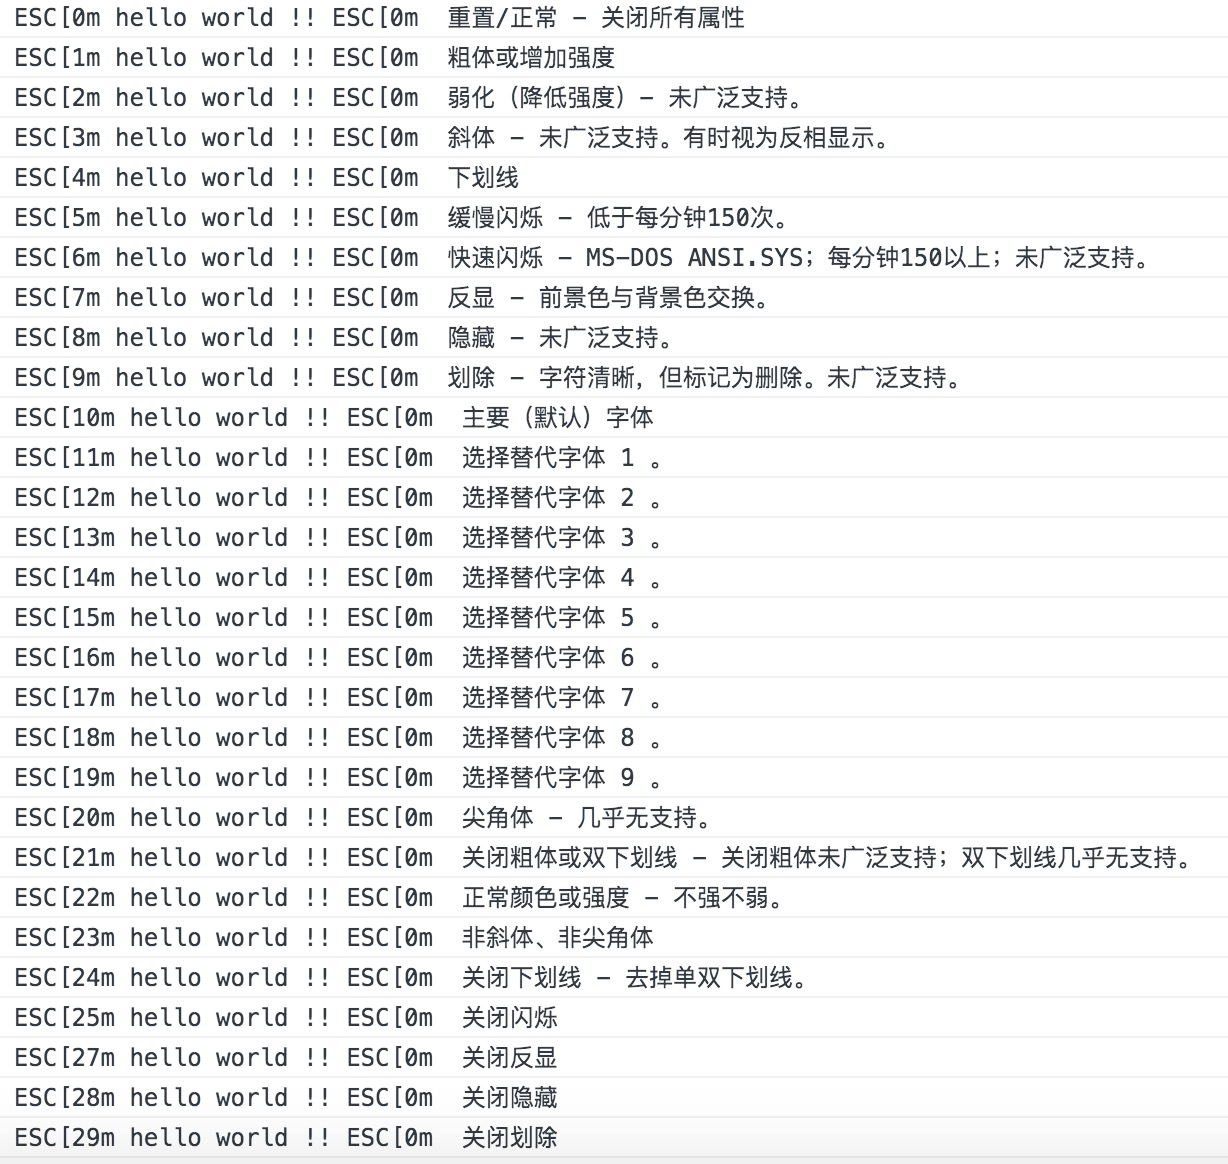 ESC[0m hello world !! ESC[0m  重置/正常 – 关闭所有属性
ESC[1m hello world !! ESC[0m  粗体或增加强度
ESC[2m hello world !! ESC[0m  弱化（降低强度）– 未广泛支持。
ESC[3m hello world !! ESC[0m  斜体 – 未广泛支持。有时视为反相显示。
ESC[4m hello world !! ESC[0m  下划线
ESC[5m hello world !! ESC[0m  缓慢闪烁 – 低于每分钟150次。
ESC[6m hello world !! ESC[0m  快速闪烁 – MS-DOS ANSI.SYS；每分钟150以上；未广泛支持。
ESC[7m hello world !! ESC[0m  反显 – 前景色与背景色交换。
ESC[8m hello world !! ESC[0m  隐藏 – 未广泛支持。
ESC[9m hello world !! ESC[0m  划除 – 字符清晰，但标记为删除。未广泛支持。
ESC[10m hello world !! ESC[0m  主要（默认）字体
ESC[11m hello world !! ESC[0m  选择替代字体 1 。
ESC[12m hello world !! ESC[0m  选择替代字体 2 。
ESC[13m hello world !! ESC[0m  选择替代字体 3 。
ESC[14m hello world !! ESC[0m  选择替代字体 4 。
ESC[15m hello world !! ESC[0m  选择替代字体 5 。
ESC[16m hello world !! ESC[0m  选择替代字体 6 。
ESC[17m hello world !! ESC[0m  选择替代字体 7 。
ESC[18m hello world !! ESC[0m  选择替代字体 8 。
ESC[19m hello world !! ESC[0m  选择替代字体 9 。
ESC[20m hello world !! ESC[0m  尖角体 – 几乎无支持。
ESC[21m hello world !! ESC[0m  关闭粗体或双下划线 – 关闭粗体未广泛支持；双下划线几乎无支持。
ESC[22m hello world !! ESC[0m  正常颜色或强度 – 不强不弱。
ESC[23m hello world !! ESC[0m  非斜体、非尖角体
ESC[24m hello world !! ESC[0m  关闭下划线 – 去掉单双下划线。
ESC[25m hello world !! ESC[0m  关闭闪烁
ESC[27m hello world !! ESC[0m  关闭反显
ESC[28m hello world !! ESC[0m  关闭隐藏
ESC[29m hello world !! ESC[0m  关闭划除